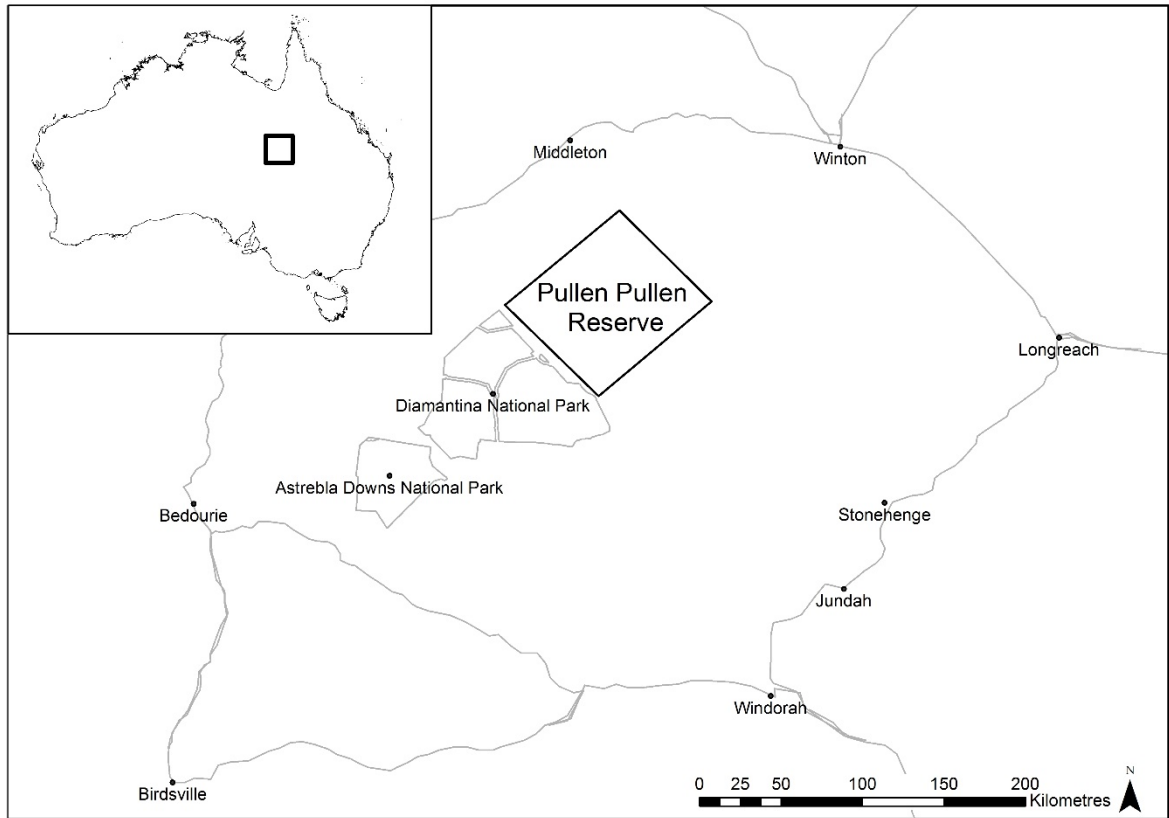 Middleton
Winton
Pullen Pullen
Reserve
Longreach
Diamantina National Park
Astrebla Downs National Park
Bedourie
Stonehenge
Jundah
Windorah
Birdsville
0 25 50 100 150 200
Kilometres
N